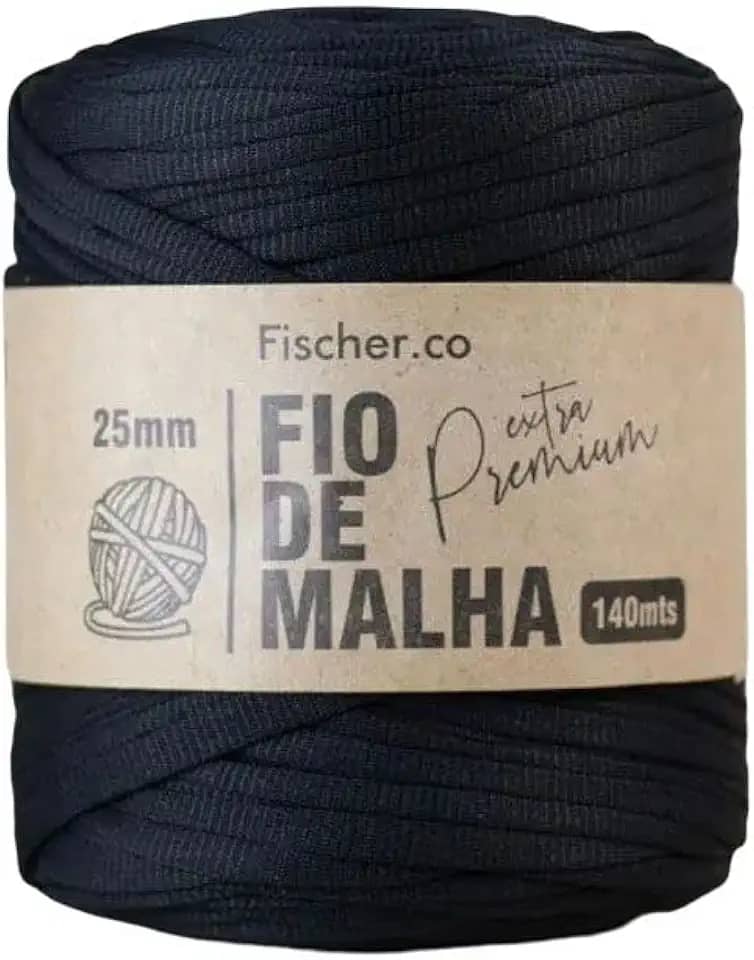 Fischer.co
25mm
FIO
DE
MALHA
extra
Premium
140mts